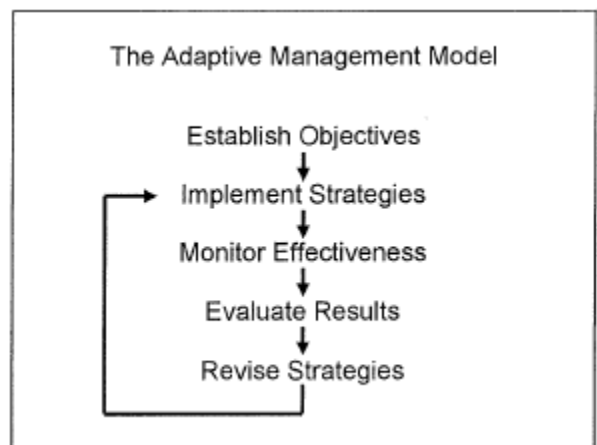 The Adaptive Management Model
Establish Objectives
Implement Strategies
Monitor Effectiveness
Evaluate Results
Revise Strategies